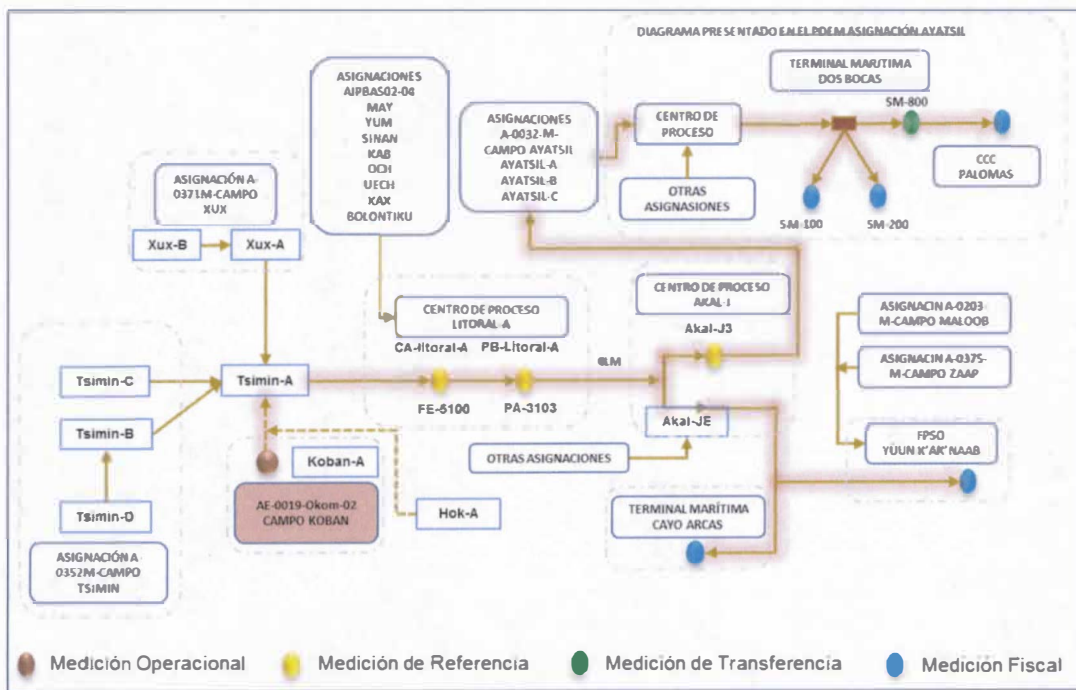 DIAGRAMA PRESENTADO EN EL PDEM ASIGNACIÓN AYATSIL
TERMINAL MARÍTIMA
DOS BOCAS
SM-800
CENTRO DE
PROCESO
CCC
PALOMAS
OTRAS
ASIGNASIONES
SM-100
SM-200
ASIGNACIONES
A-0032-M-
CAMPO AYATSIL
AYATSIL-A
AYATSIL-B
AYATSIL-C
ASIGNACIONES
AIPBAS02-04
MAY
YUM
SINAN
KAB
OCH
UECH
KAX
BOLONTIKU
ASIGNACIÓN A-
0371M-CAMPO
XUX
Xux-B
Xux-A
CENTRO DE PROCESO
LITORAL-A
CA-litoral-A
PB-Litoral-A
CENTRO DE PROCESO
AKAL-J
Akal-J3
ASIGNACIN A-0203-
M-CAMPO MALOOB
ASIGNACIN A-0375-
M-CAMPO ZAAP
FPSO
YÙUN K'AK' NAAB
Tsimin-C
Tsimin-A
FE-5100
PA-3103
Akal-JE
Tsimin-B
Koban-A
OTRAS ASIGNACIONES
AE-0019-Okom-02
CAMPO KOBAN
Hok-A
TERMINAL MARÍTIMA
CAYO ARCAS
Tsimin-D
ASIGNACIÓN A-
0352M-CAMPO
TSIMIN
Medición Operacional
Medición de Referencia
Medición de Transferencia
Medición Fiscal